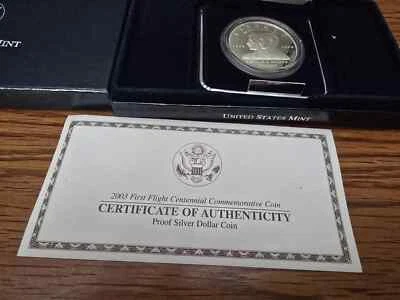 MINT
UNITED STATES MINT
2003 First Flight Centennial Commemorative Coin
CERTIFICATE OF AUTHENTICITY
Proof Silver Dollar Coin